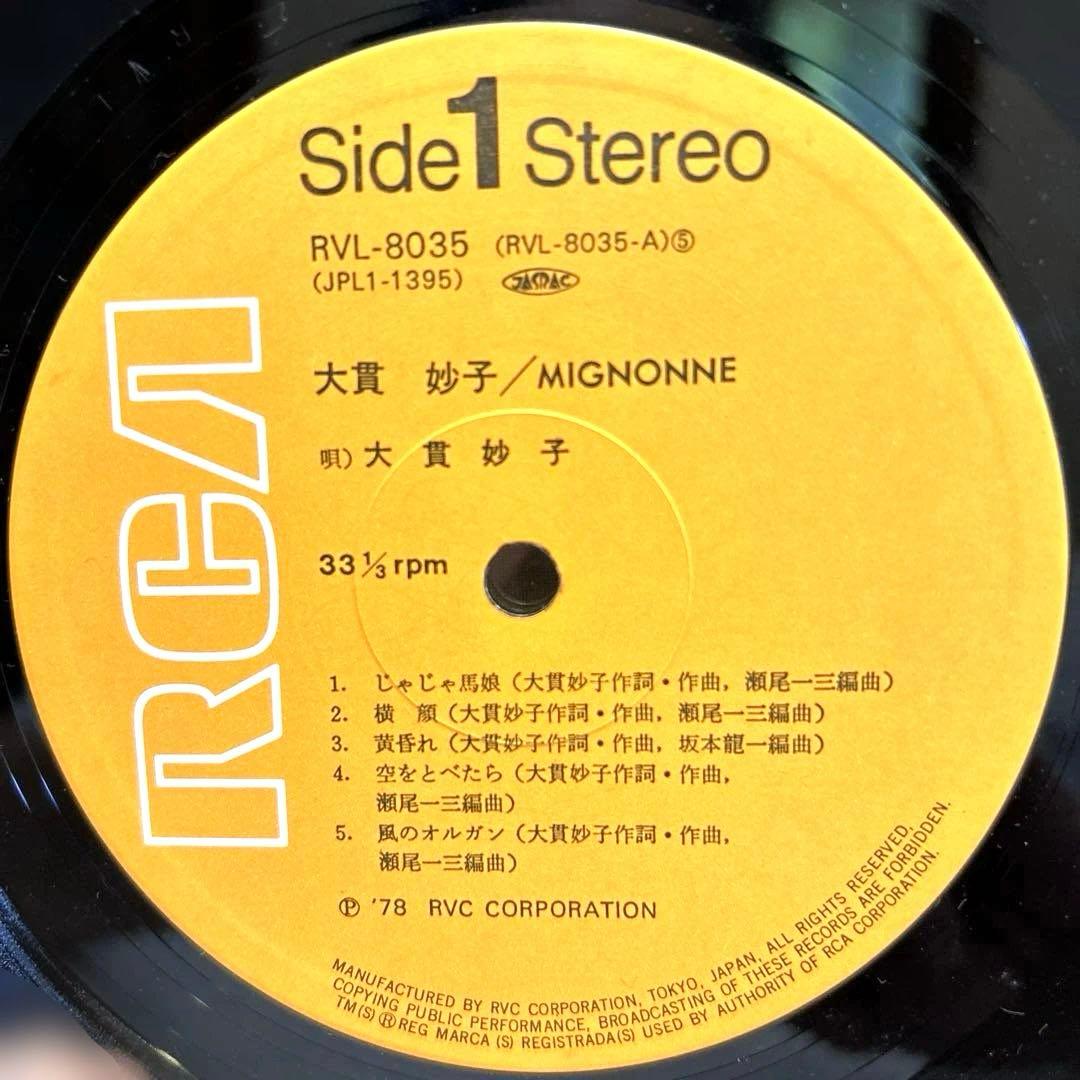 Side 1 Stereo
RVL-8035 (RVL-8035-A)⑤
(JPL1-1395) JASRAC
大貫 妙子／MIGNONNE
唄) 大 貫 妙 子
33 1/3 rpm
RCA
1. じゃじゃ馬娘 (大貫妙子作詞・作曲, 瀬尾一三編曲)
2. 横 顔 (大貫妙子作詞・作曲, 瀬尾一三編曲)
3. 黄昏れ (大貫妙子作詞・作曲, 坂本龍一編曲)
4. 空をとべたら (大貫妙子作詞・作曲,
瀬尾一三編曲)
5. 風のオルガン (大貫妙子作詞・作曲,
瀬尾一三編曲)
℗ '78 RVC CORPORATION
MANUFACTURED BY RVC CORPORATION, TOKYO, JAPAN, ALL RIGHTS RESERVED,
COPYING PUBLIC PERFORMANCE, BROADCASTING OF THESE RECORDS ARE FORBIDDEN.
TM(S) ® REG MARCA (S) REGISTRADA(S) USED BY AUTHORITY OF RCA CORPORATION.